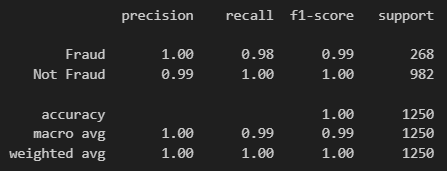 precision recall f1-score support
Fraud 1.00 0.98 0.99 268
Not Fraud 0.99 1.00 1.00 982
accuracy 1.00 1250
macro avg 1.00 0.99 0.99 1250
weighted avg 1.00 1.00 1.00 1250